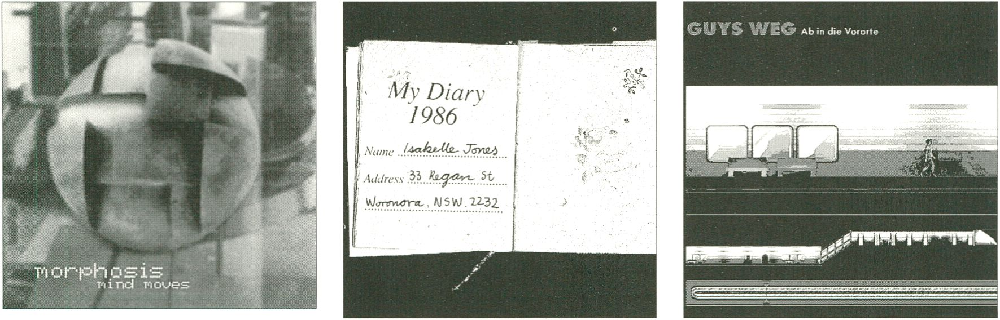 morphosis
mind moves
My Diary
1986
Name Isabelle Jones
Address 33 Regan St
Woronora, NSW. 2232
GUYS WEG Ab in die Vororte